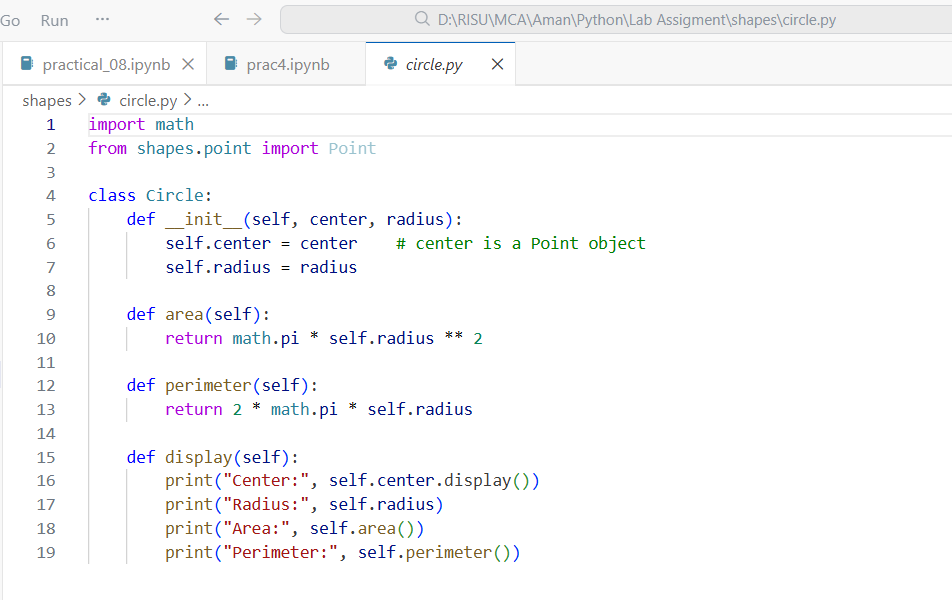 Go Run ··· D:\RISU\MCA\Aman\Python\Lab Assigment\shapes\circle.py
practical_08.ipynb prac4.ipynb circle.py
shapes > circle.py > ...
1 import math
2 from shapes.point import Point
3
4 class Circle:
5     def __init__(self, center, radius):
6         self.center = center    # center is a Point object
7         self.radius = radius
8
9     def area(self):
10         return math.pi * self.radius ** 2
11
12     def perimeter(self):
13         return 2 * math.pi * self.radius
14
15     def display(self):
16         print("Center:", self.center.display())
17         print("Radius:", self.radius)
18         print("Area:", self.area())
19         print("Perimeter:", self.perimeter())